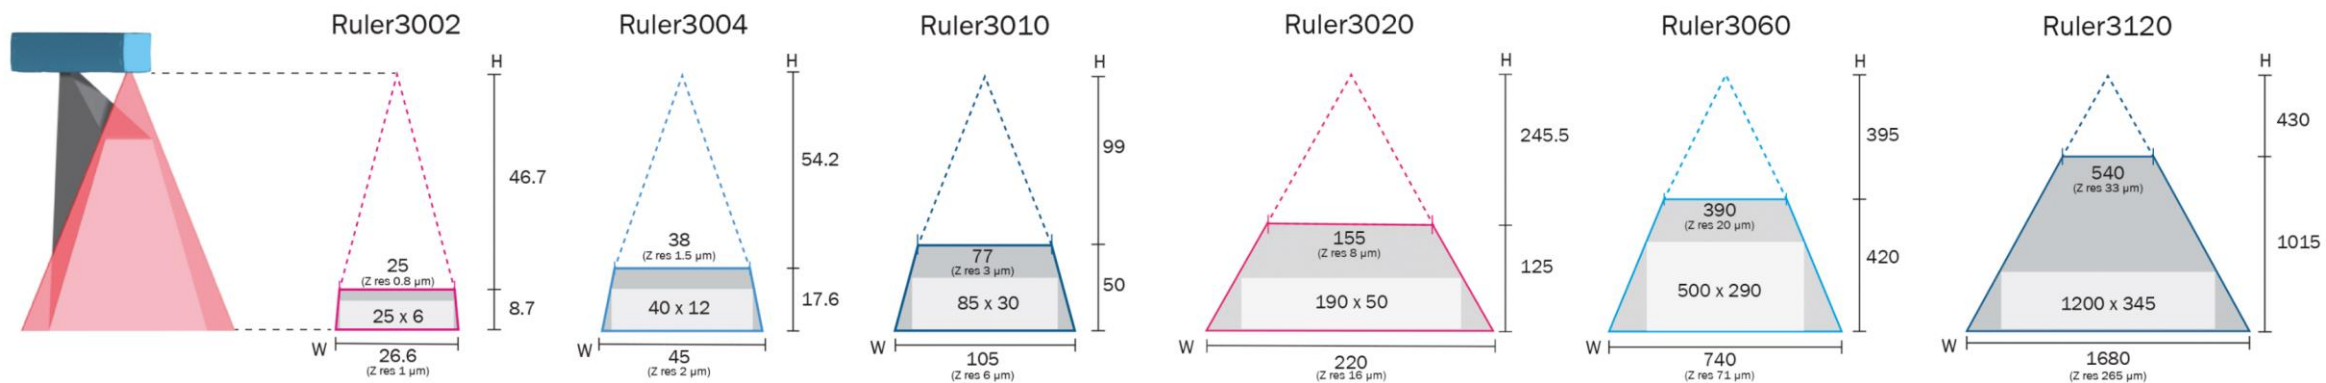 Ruler3002
H
46.7
25
(Z res 0.8 µm)
25 x 6
8.7
W
26.6
(Z res 1 µm)
Ruler3004
H
54.2
38
(Z res 1.5 µm)
40 x 12
17.6
W
45
(Z res 2 µm)
Ruler3010
H
99
77
(Z res 3 µm)
85 x 30
50
W
105
(Z res 6 µm)
Ruler3020
H
245.5
155
(Z res 8 µm)
190 x 50
125
W
220
(Z res 16 µm)
Ruler3060
H
395
390
(Z res 20 µm)
500 x 290
420
W
740
(Z res 71 µm)
Ruler3120
H
430
540
(Z res 33 µm)
1015
1200 x 345
W
1680
(Z res 265 µm)